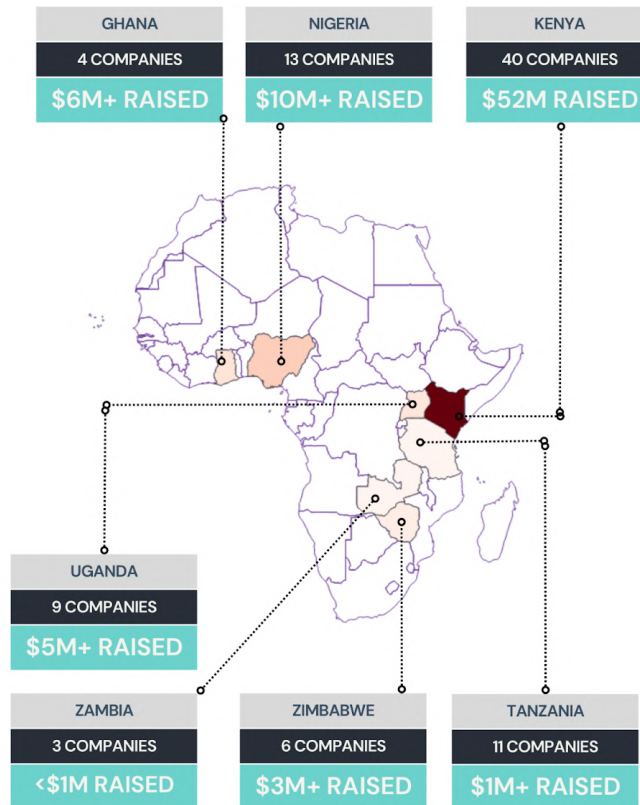 GHANA
4 COMPANIES
$6M+ RAISED
NIGERIA
13 COMPANIES
$10M+ RAISED
KENYA
40 COMPANIES
$52M RAISED
UGANDA
9 COMPANIES
$5M+ RAISED
ZAMBIA
3 COMPANIES
<$1M RAISED
ZIMBABWE
6 COMPANIES
$3M+ RAISED
TANZANIA
11 COMPANIES
$1M+ RAISED